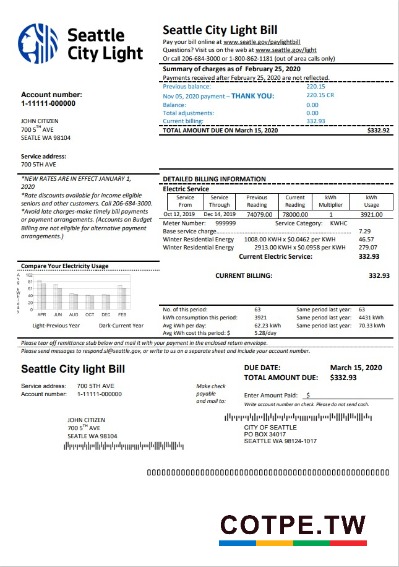 Seattle
City Light
Seattle City Light Bill
Pay your bill online at www.seattle.gov/paylightbill
Questions? Visit us on the web at www.seattle.gov/light
Or call 206-684-3000 or 1-800-862-1181 (out of area calls only)
Summary of charges as of February 25, 2020
Payments received after February 25, 2020 are not reflected.
Previous balance: 220.15
Nov 05, 2020 payment – THANK YOU: 220.15 CR
Balance: 0.00
Total adjustments: 0.00
Current billing: 332.93
TOTAL AMOUNT DUE ON March 15, 2020 $332.92
Account number:
1-11111-000000
JOHN CITIZEN
700 5TH AVE
SEATLE WA 98104
Service address:
700 5TH AVE
*NEW RATES ARE IN EFFECT JANUARY 1,
2020
*Rate discounts available for income eligible
seniors and other customers. Call 206-684-3000.
*Avoid late charges-make timely bill payments
or payment arrangements. (Accounts on Budget
Billing are not eligible for alternative payment
arrangements.)
DETAILED BILLING INFORMATION
Electric Service
Service From Service Through Previous Reading Current Reading kWh Multiplier kWh Usage
Oct 12, 2019 Dec 14, 2019 74079.00 78000.00 1 3921.00
Meter Number: 999999 Service Category: KWHC
Base service charge 7.29
Winter Residential Energy 1008.00 KWH x $0.0462 per KWH 46.57
Winter Residential Energy 2913.00 KWH x $0.0958 per KWH 279.07
Current Electric Service: 332.93
CURRENT BILLING: 332.93
Compare Your Electricity Usage
APR JUN AUG OCT DEC FEB
Light-Previous Year Dark-Current Year
No. of this period: 63 Same period last year: 63
kWh consumption this period: 3921 Same period last year: 4431 kWh
Avg kWh per day: 62.23 kWh Same period last year: 70.33 kWh
Avg kWh cost this period: $ 5.28/day
Please tear off remittance stub below and mail it with your payment in the enclosed return envelope.
Please send messages to respond.sl@seattle.gov, or write to us on a separate sheet and include your account number.
Seattle City light Bill
Service address: 700 5TH AVE
Account number: 1-11111-000000
Make check
payable
and mail to:
DUE DATE: March 15, 2020
TOTAL AMOUNT DUE: $332.93
Enter Amount Paid: $
Write account number on check. Please do not send cash.
JOHN CITIZEN
700 5TH AVE
SEATLE WA 98104
CITY OF SEATTLE
PO BOX 34017
SEATTLE WA 98124-1017
COTPE.TW